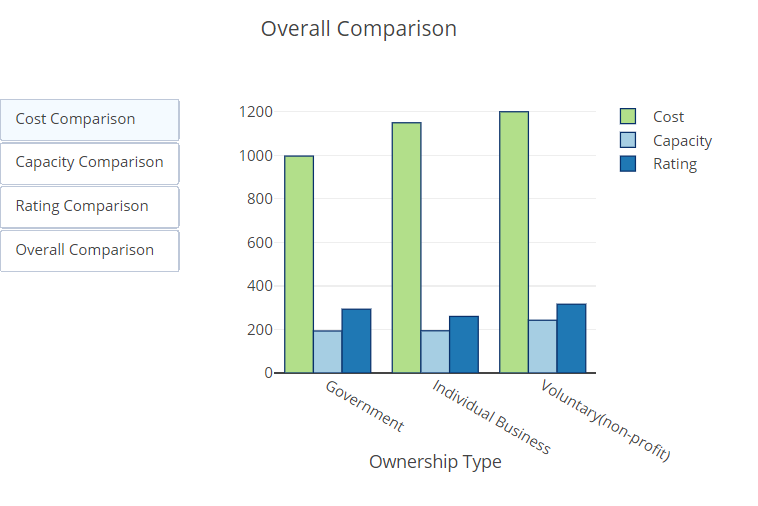 Overall Comparison
Cost Comparison
Capacity Comparison
Rating Comparison
Overall Comparison
1200
1000
800
600
400
200
0
Government
Individual Business
Voluntary(non-profit)
Ownership Type
Cost
Capacity
Rating